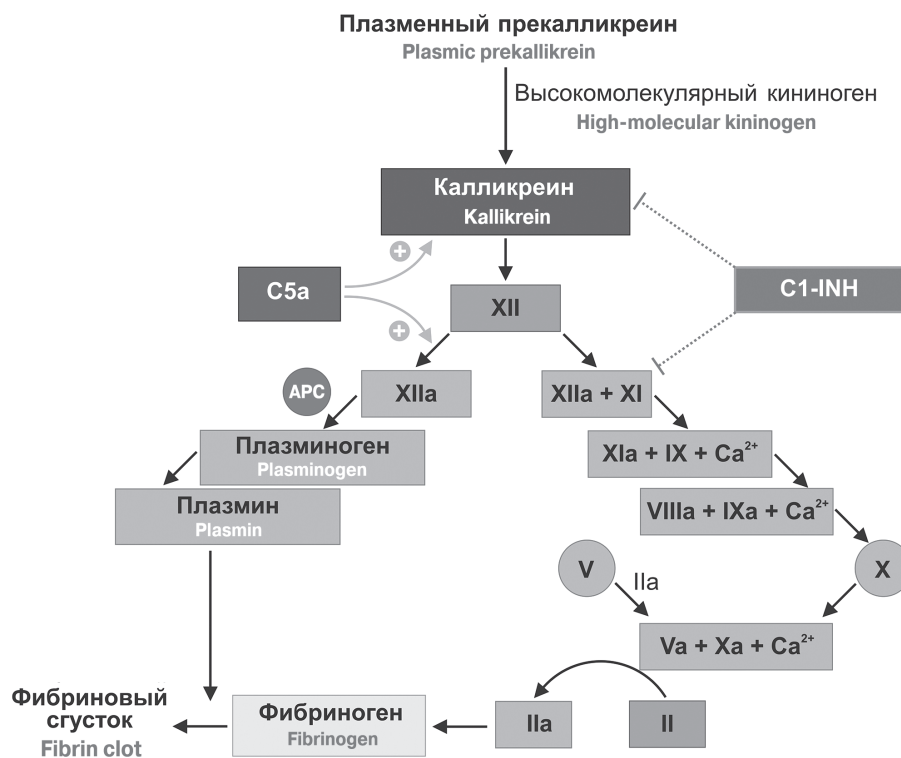 Плазменный прекалликреин
Plasmic prekallikrein
Высокомолекулярный кининоген
High-molecular kininogen
Калликреин
Kallikrein
+
C5a
C1-INH
XII
+
APC
XIIa
XIIa + XI
Плазминоген
Plasminogen
XIa + IX + Ca²⁺
Плазмин
Plasmin
VIIIa + IXa + Ca²⁺
V
IIa
X
Va + Xa + Ca²⁺
Фибриновый
сгусток
Fibrin clot
Фибриноген
Fibrinogen
IIa
II